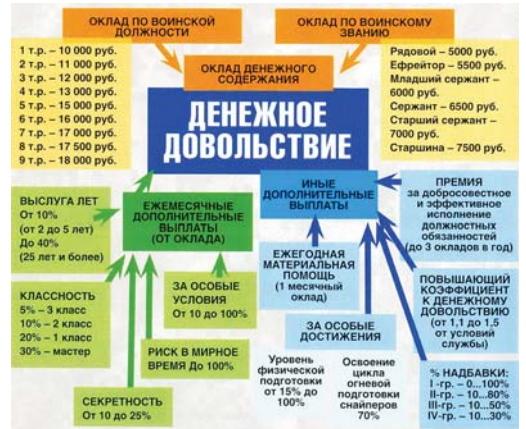 ОКЛАД ПО ВОИНСКОЙ
ДОЛЖНОСТИ
ОКЛАД ПО ВОИНСКОМУ
ЗВАНИЮ
1 т.р. – 10 000 руб.
2 т.р. – 11 000 руб.
3 т.р. – 12 000 руб.
4 т.р. – 13 000 руб.
5 т.р. – 15 000 руб.
6 т.р. – 16 000 руб.
7 т.р. – 17 000 руб.
8 т.р. – 17 500 руб.
9 т.р. – 18 000 руб.
ОКЛАД ДЕНЕЖНОГО
СОДЕРЖАНИЯ
Рядовой – 5000 руб.
Ефрейтор – 5500 руб.
Младший сержант –
6000 руб.
Сержант – 6500 руб.
Старший сержант –
7000 руб.
Старшина – 7500 руб.
ДЕНЕЖНОЕ
ДОВОЛЬСТВИЕ
ВЫСЛУГА ЛЕТ
От 10%
(от 2 до 5 лет)
До 40%
(25 лет и более)
ЕЖЕМЕСЯЧНЫЕ
ДОПОЛНИТЕЛЬНЫЕ
ВЫПЛАТЫ
(ОТ ОКЛАДА)
ИНЫЕ
ДОПОЛНИТЕЛЬНЫЕ
ВЫПЛАТЫ
ПРЕМИЯ
за добросовестное
и эффективное
исполнение
должностных
обязанностей
(до 3 окладов в год)
КЛАССНОСТЬ
5% – 3 класс
10% – 2 класс
20% – 1 класс
30% – мастер
ЗА ОСОБЫЕ
УСЛОВИЯ
От 10 до 100%
ЕЖЕГОДНАЯ
МАТЕРИАЛЬНАЯ
ПОМОЩЬ
(1 месячный
оклад)
ПОВЫШАЮЩИЙ
КОЭФФИЦИЕНТ
К ДЕНЕЖНОМУ
ДОВОЛЬСТВИЮ
(от 1,1 до 1,5
от условий
службы)
РИСК В МИРНОЕ
ВРЕМЯ До 100%
ЗА ОСОБЫЕ
ДОСТИЖЕНИЯ
СЕКРЕТНОСТЬ
От 10 до 25%
Уровень
физической
подготовки
от 15% до
100%
Освоение
цикла
огневой
подготовки
снайперов
70%
% НАДБАВКИ:
I -гр. – 0...100%
II-гр. – 10...80%
III-гр. – 10...50%
IV-гр. – 10...30%